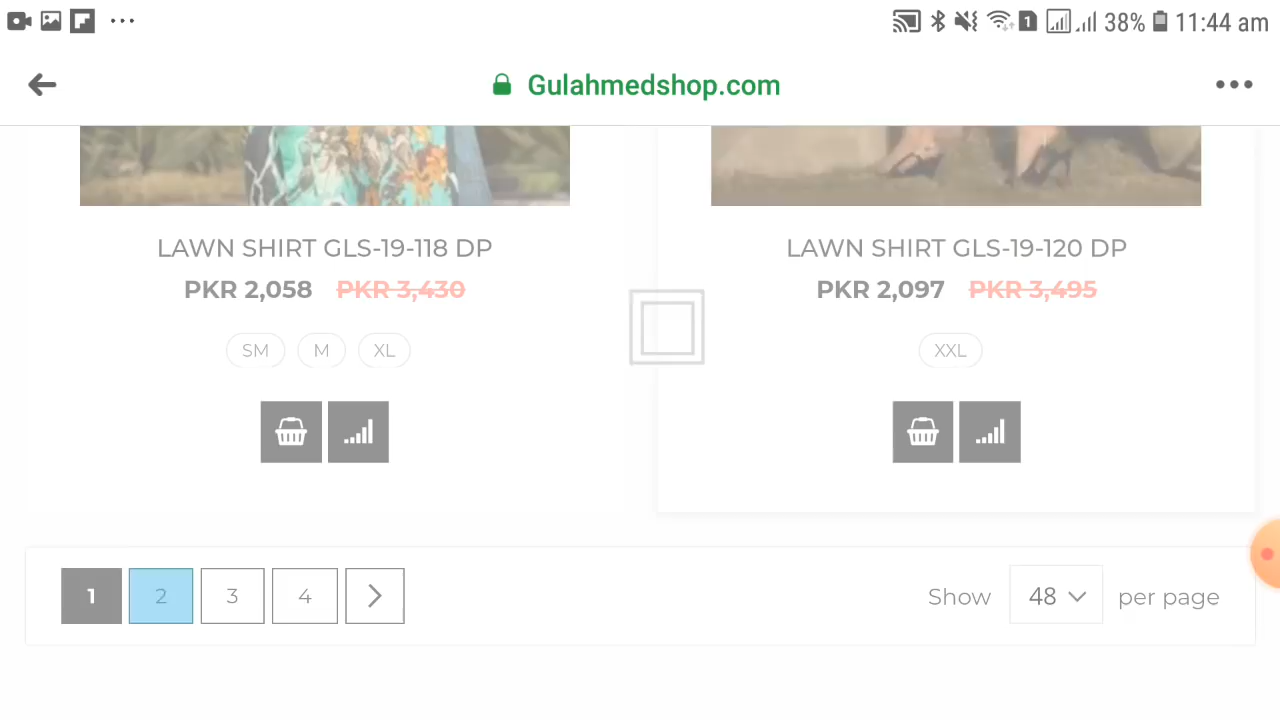 1 38% 11:44 am
Gulahmedshop.com
LAWN SHIRT GLS-19-118 DP
PKR 2,058 PKR 3,430
SM M XL
LAWN SHIRT GLS-19-120 DP
PKR 2,097 PKR 3,495
XXL
1 2 3 4
Show 48 per page